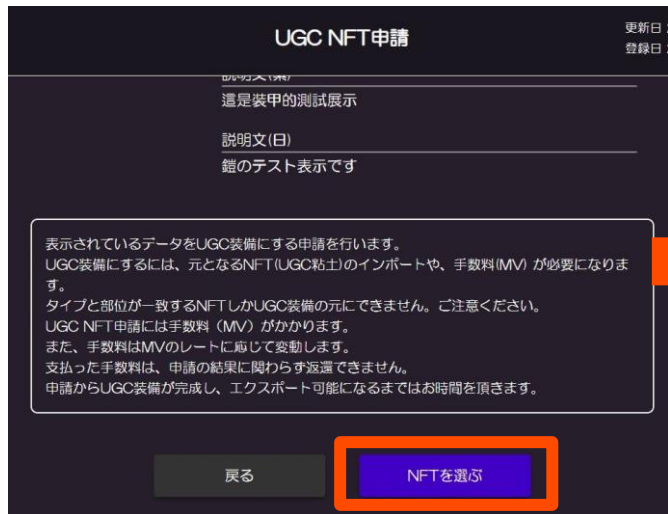 UGC NFT申請
更新日
登録日
這是裝甲的測試展示
説明文(日)
鎧のテスト表示です
表示されているデータをUGC装備にする申請を行います。
UGC装備にするには、元となるNFT(UGC粘土)のインポートや、手数料(MV) が必要になりま
す。
タイプと部位が一致するNFTしかUGC装備の元にできません。ご注意ください。
UGC NFT申請には手数料（MV）がかかります。
また、手数料はMVのレートに応じて変動します。
支払った手数料は、申請の結果に関わらず返還できません。
申請からUGC装備が完成し、エクスポート可能になるまではお時間を頂きます。
戻る
NFTを選ぶ